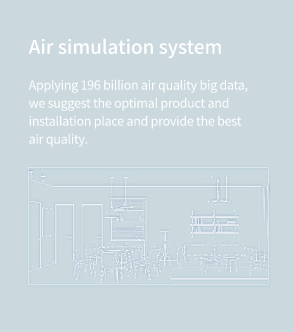 Air simulation system
Applying 196 billion air quality big data,
we suggest the optimal product and
installation place and provide the best
air quality.